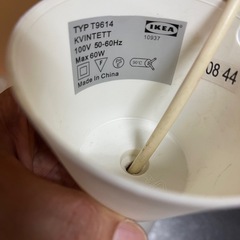 TYP T9614
KVINTETT
100V 50-60Hz
Max 60W
Made in China
IKEA
10937
08 44